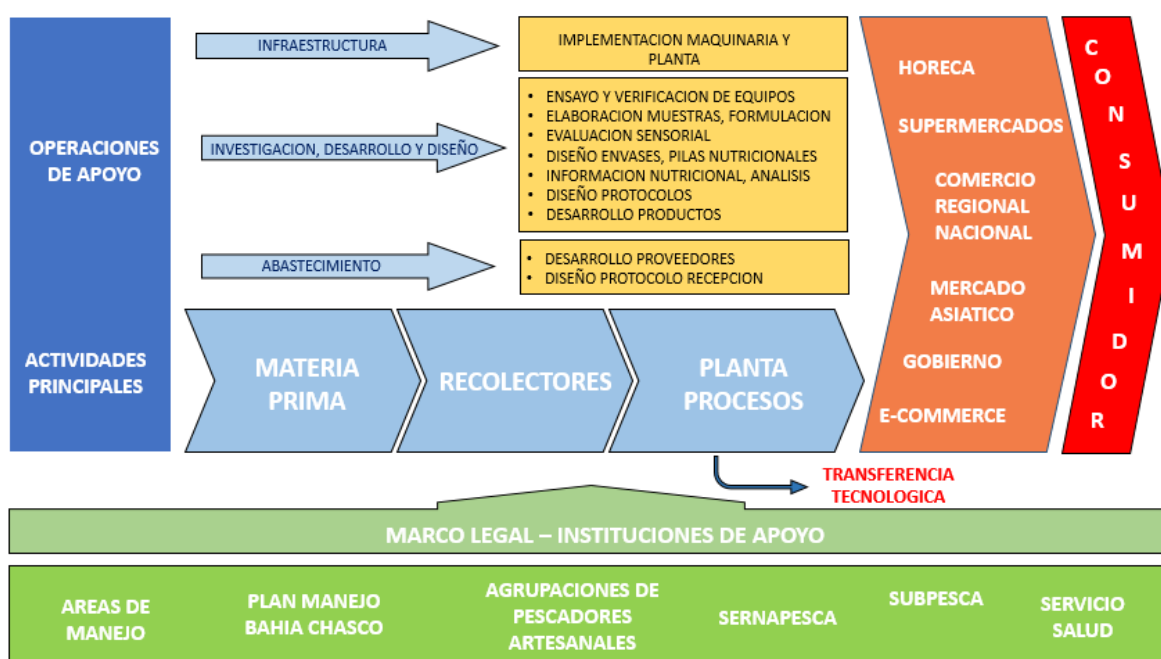 OPERACIONES
DE APOYO
INFRAESTRUCTURA
IMPLEMENTACION MAQUINARIA Y
PLANTA
INVESTIGACION, DESARROLLO Y DISEÑO
• ENSAYO Y VERIFICACION DE EQUIPOS
• ELABORACION MUESTRAS, FORMULACION
• EVALUACION SENSORIAL
• DISEÑO ENVASES, PILAS NUTRICIONALES
• INFORMACION NUTRICIONAL, ANALISIS
• DISEÑO PROTOCOLOS
• DESARROLLO PRODUCTOS
ABASTECIMIENTO
• DESARROLLO PROVEEDORES
• DISEÑO PROTOCOLO RECEPCION
ACTIVIDADES
PRINCIPALES
MATERIA
PRIMA
RECOLECTORES
PLANTA
PROCESOS
HORECA
SUPERMERCADOS
COMERCIO
REGIONAL
NACIONAL
MERCADO
ASIATICO
GOBIERNO
E-COMMERCE
CONSUMIDOR
TRANSFERENCIA
TECNOLOGICA
MARCO LEGAL – INSTITUCIONES DE APOYO
AREAS DE
MANEJO
PLAN MANEJO
BAHIA CHASCO
AGRUPACIONES DE
PESCADORES
ARTESANALES
SERNAPESCA
SUBPESCA
SERVICIO
SALUD